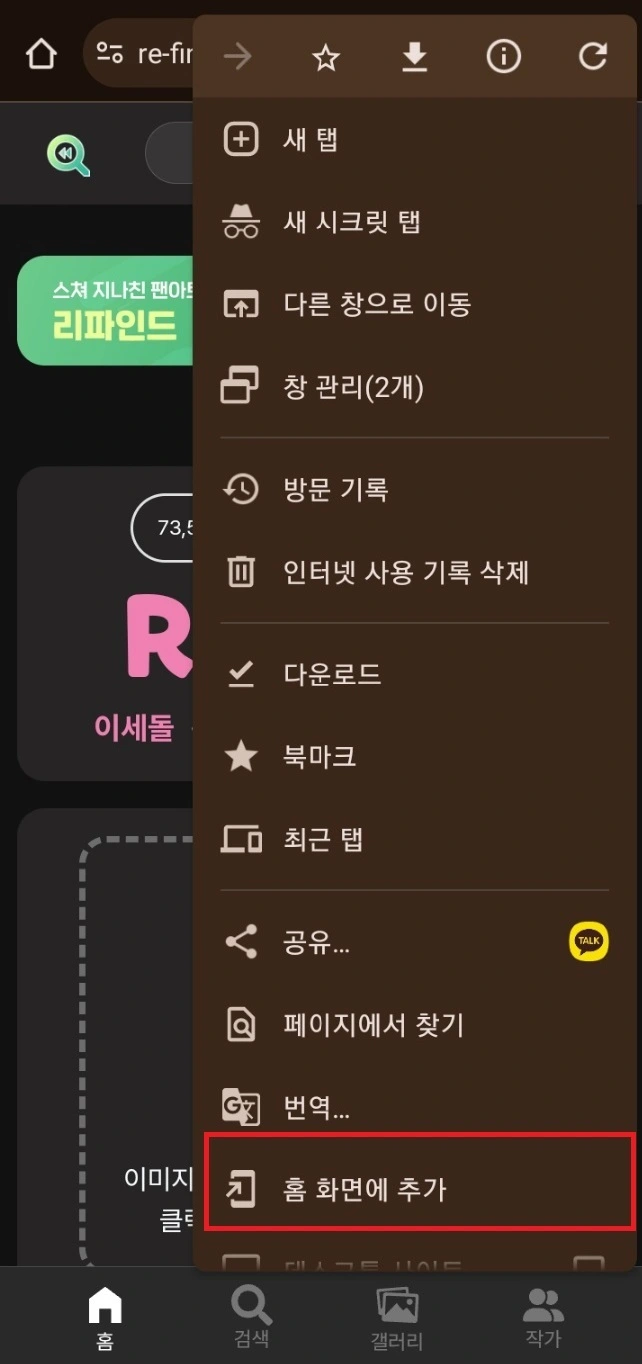 re-fin
새 탭
새 시크릿 탭
다른 창으로 이동
창 관리(2개)
방문 기록
인터넷 사용 기록 삭제
다운로드
북마크
최근 탭
공유...
TALK
페이지에서 찾기
번역...
홈 화면에 추가
스쳐 지나친 팬아트
리파인드
73,5
R
이세돌
이미지
클릭
홈
검색
갤러리
작가